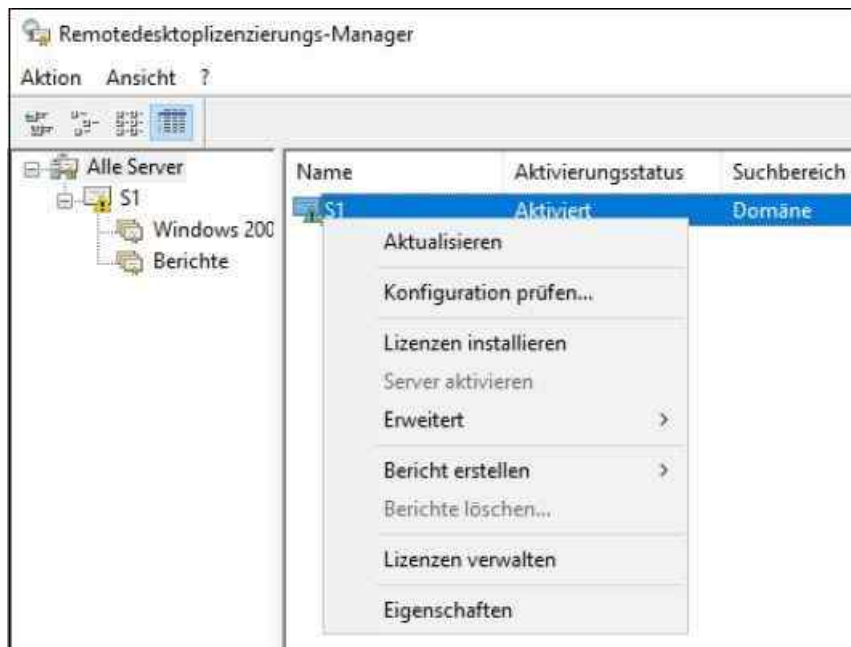 Remotedesktoplizenzierungs-Manager
Aktion Ansicht ?
Alle Server
S1
Windows 200
Berichte
Name Aktivierungsstatus Suchbereich
S1 Aktiviert Domäne
Aktualisieren
Konfiguration prüfen...
Lizenzen installieren
Server aktivieren
Erweitert >
Bericht erstellen >
Berichte löschen...
Lizenzen verwalten
Eigenschaften